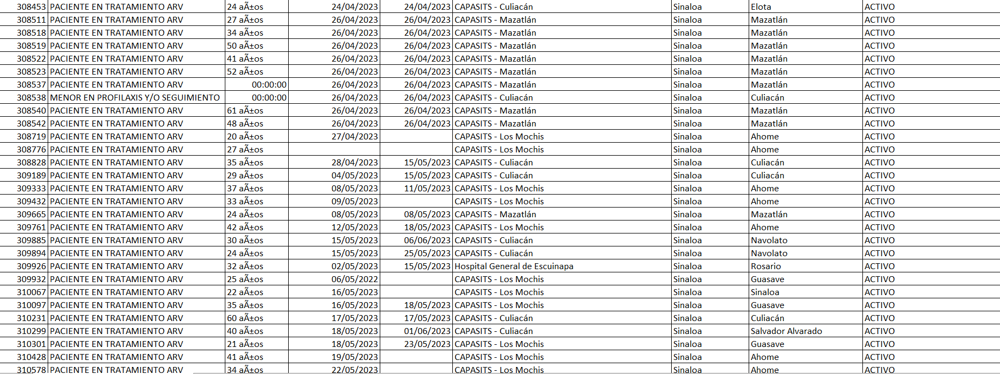 308453 PACIENTE EN TRATAMIENTO ARV 24 aÃ±os 24/04/2023 24/04/2023 CAPASITS - Culiacán Sinaloa Elota ACTIVO
308511 PACIENTE EN TRATAMIENTO ARV 27 aÃ±os 26/04/2023 26/04/2023 CAPASITS - Mazatlán Sinaloa Mazatlán ACTIVO
308518 PACIENTE EN TRATAMIENTO ARV 34 aÃ±os 26/04/2023 26/04/2023 CAPASITS - Mazatlán Sinaloa Mazatlán ACTIVO
308519 PACIENTE EN TRATAMIENTO ARV 50 aÃ±os 26/04/2023 26/04/2023 CAPASITS - Mazatlán Sinaloa Mazatlán ACTIVO
308522 PACIENTE EN TRATAMIENTO ARV 41 aÃ±os 26/04/2023 26/04/2023 CAPASITS - Mazatlán Sinaloa Mazatlán ACTIVO
308523 PACIENTE EN TRATAMIENTO ARV 52 aÃ±os 26/04/2023 26/04/2023 CAPASITS - Mazatlán Sinaloa Mazatlán ACTIVO
308537 PACIENTE EN TRATAMIENTO ARV 00:00:00 26/04/2023 26/04/2023 CAPASITS - Mazatlán Sinaloa Mazatlán ACTIVO
308538 MENOR EN PROFILAXIS Y/O SEGUIMIENTO 00:00:00 26/04/2023 26/04/2023 CAPASITS - Culiacán Sinaloa Culiacán ACTIVO
308540 PACIENTE EN TRATAMIENTO ARV 61 aÃ±os 26/04/2023 26/04/2023 CAPASITS - Mazatlán Sinaloa Mazatlán ACTIVO
308542 PACIENTE EN TRATAMIENTO ARV 48 aÃ±os 26/04/2023 26/04/2023 CAPASITS - Mazatlán Sinaloa Mazatlán ACTIVO
308719 PACIENTE EN TRATAMIENTO ARV 20 aÃ±os 27/04/2023 CAPASITS - Los Mochis Sinaloa Ahome ACTIVO
308776 PACIENTE EN TRATAMIENTO ARV 27 aÃ±os CAPASITS - Los Mochis Sinaloa Ahome ACTIVO
308828 PACIENTE EN TRATAMIENTO ARV 35 aÃ±os 28/04/2023 15/05/2023 CAPASITS - Culiacán Sinaloa Culiacán ACTIVO
309189 PACIENTE EN TRATAMIENTO ARV 29 aÃ±os 04/05/2023 15/05/2023 CAPASITS - Culiacán Sinaloa Culiacán ACTIVO
309333 PACIENTE EN TRATAMIENTO ARV 37 aÃ±os 08/05/2023 11/05/2023 CAPASITS - Los Mochis Sinaloa Ahome ACTIVO
309432 PACIENTE EN TRATAMIENTO ARV 33 aÃ±os 09/05/2023 CAPASITS - Los Mochis Sinaloa Ahome ACTIVO
309665 PACIENTE EN TRATAMIENTO ARV 24 aÃ±os 08/05/2023 08/05/2023 CAPASITS - Mazatlán Sinaloa Mazatlán ACTIVO
309761 PACIENTE EN TRATAMIENTO ARV 42 aÃ±os 12/05/2023 18/05/2023 CAPASITS - Los Mochis Sinaloa Ahome ACTIVO
309885 PACIENTE EN TRATAMIENTO ARV 30 aÃ±os 15/05/2023 06/06/2023 CAPASITS - Culiacán Sinaloa Navolato ACTIVO
309894 PACIENTE EN TRATAMIENTO ARV 24 aÃ±os 15/05/2023 25/05/2023 CAPASITS - Culiacán Sinaloa Navolato ACTIVO
309926 PACIENTE EN TRATAMIENTO ARV 32 aÃ±os 02/05/2023 15/05/2023 Hospital General de Escuinapa Sinaloa Rosario ACTIVO
309932 PACIENTE EN TRATAMIENTO ARV 25 aÃ±os 06/05/2022 CAPASITS - Los Mochis Sinaloa Guasave ACTIVO
310067 PACIENTE EN TRATAMIENTO ARV 22 aÃ±os 16/05/2023 CAPASITS - Los Mochis Sinaloa Sinaloa ACTIVO
310097 PACIENTE EN TRATAMIENTO ARV 35 aÃ±os 16/05/2023 18/05/2023 CAPASITS - Los Mochis Sinaloa Guasave ACTIVO
310231 PACIENTE EN TRATAMIENTO ARV 60 aÃ±os 17/05/2023 17/05/2023 CAPASITS - Culiacán Sinaloa Culiacán ACTIVO
310299 PACIENTE EN TRATAMIENTO ARV 40 aÃ±os 18/05/2023 01/06/2023 CAPASITS - Culiacán Sinaloa Salvador Alvarado ACTIVO
310301 PACIENTE EN TRATAMIENTO ARV 21 aÃ±os 18/05/2023 23/05/2023 CAPASITS - Los Mochis Sinaloa Guasave ACTIVO
310428 PACIENTE EN TRATAMIENTO ARV 41 aÃ±os 19/05/2023 CAPASITS - Los Mochis Sinaloa Ahome ACTIVO
310578 PACIENTE EN TRATAMIENTO ARV 34 aÃ±os 22/05/2023 CAPASITS - Los Mochis Sinaloa Ahome ACTIVO